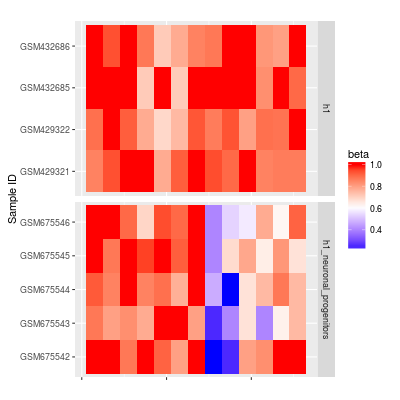 GSM432686
GSM432685
GSM429322
GSM429321
h1
GSM675546
GSM675545
GSM675544
GSM675543
GSM675542
h1_neuronal_progenitors
Sample ID
beta
1.0
0.8
0.6
0.4